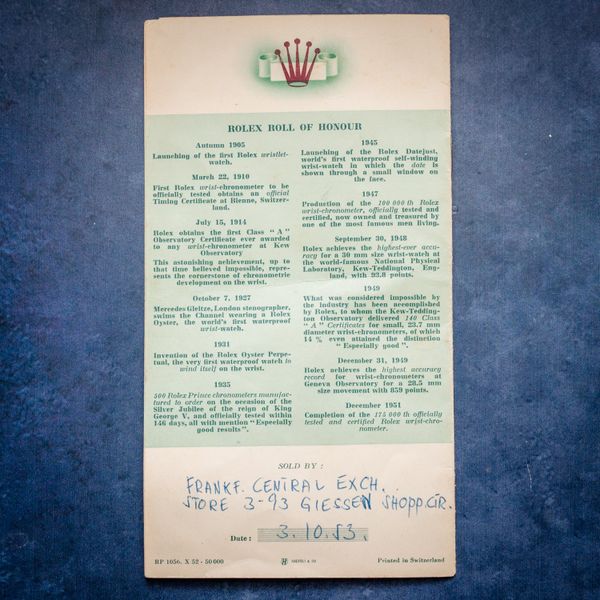 ROLEX ROLL OF HONOUR
Autumn 1905
Launching of the first Rolex wristlet-
watch.
March 22, 1910
First Rolex wrist-chronometer to be
officially tested obtains an official
Timing Certificate at Bienne, Switzer-
land.
July 15, 1914
Rolex obtains the first Class "A"
Observatory Certificate ever awarded
to any wrist-chronometer at Kew
Observatory
This astonishing achievement, up to
that time believed impossible, repre-
sents the cornerstone of chronometric
development on the wrist.
October 7, 1927
Mercedes Gleitze, London stenographer,
swims the Channel wearing a Rolex
Oyster, the world's first waterproof
wrist-watch.
1931
Invention of the Rolex Oyster Perpe-
tual, the very first waterproof watch to
wind itself on the wrist.
1935
500 Rolex Prince chronometers manufac-
tured to order on the occasion of the
Silver Jubilee of the reign of King
George V, and officially tested within
146 days, all with mention "Especially
good results".
1945
Launching of the Rolex Datejust,
world's first waterproof self-winding
wrist-watch in which the date is
shown through a small window on
the face.
1947
Production of the 100 000 th Rolex
wrist-chronometer, officially tested and
certified, now owned and treasured by
one of the most famous men living.
September 30, 1948
Rolex achieves the highest-ever accu-
racy for a 30 mm size wrist-watch at
the world-famous National Physical
Laboratory, Kew-Teddington, Eng-
land, with 93.8 points.
1949
What was considered impossible by
the industry has been accomplished
by Rolex, to whom the Kew-Tedding-
ton Observatory delivered 140 Class
"A" Certificates for small, 23.7 mm
diameter wrist-chronometers, of which
14 % even attained the distinction
"Especially good".
December 31, 1949
Rolex achieves the highest accuracy
record for wrist-chronometers at
Geneva Observatory for a 28.5 mm
size movement with 859 points.
December 1951
Completion of the 175 000 th officially
tested and certified Rolex wrist-chro-
nometer.
SOLD BY :
FRANKF. CENTRAL EXCH.
STORE 3-93 GIESSEN SHOPP. CTR.
Date : 3.10.53.
RP 1056. X 52 - 50 000
Printed in Switzerland